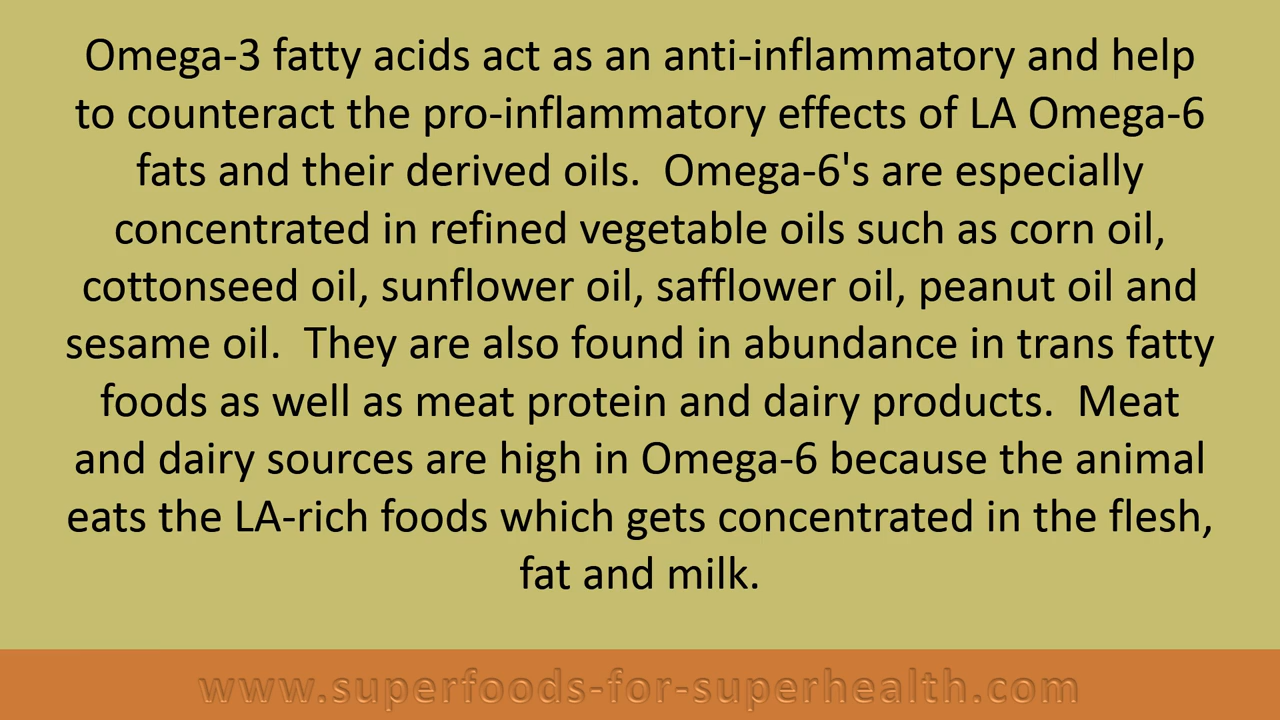 Omega-3 fatty acids act as an anti-inflammatory and help
to counteract the pro-inflammatory effects of LA Omega-6
fats and their derived oils.  Omega-6's are especially
concentrated in refined vegetable oils such as corn oil,
cottonseed oil, sunflower oil, safflower oil, peanut oil and
sesame oil.  They are also found in abundance in trans fatty
foods as well as meat protein and dairy products.  Meat
and dairy sources are high in Omega-6 because the animal
eats the LA-rich foods which gets concentrated in the flesh,
fat and milk.
www.superfoods-for-superhealth.com